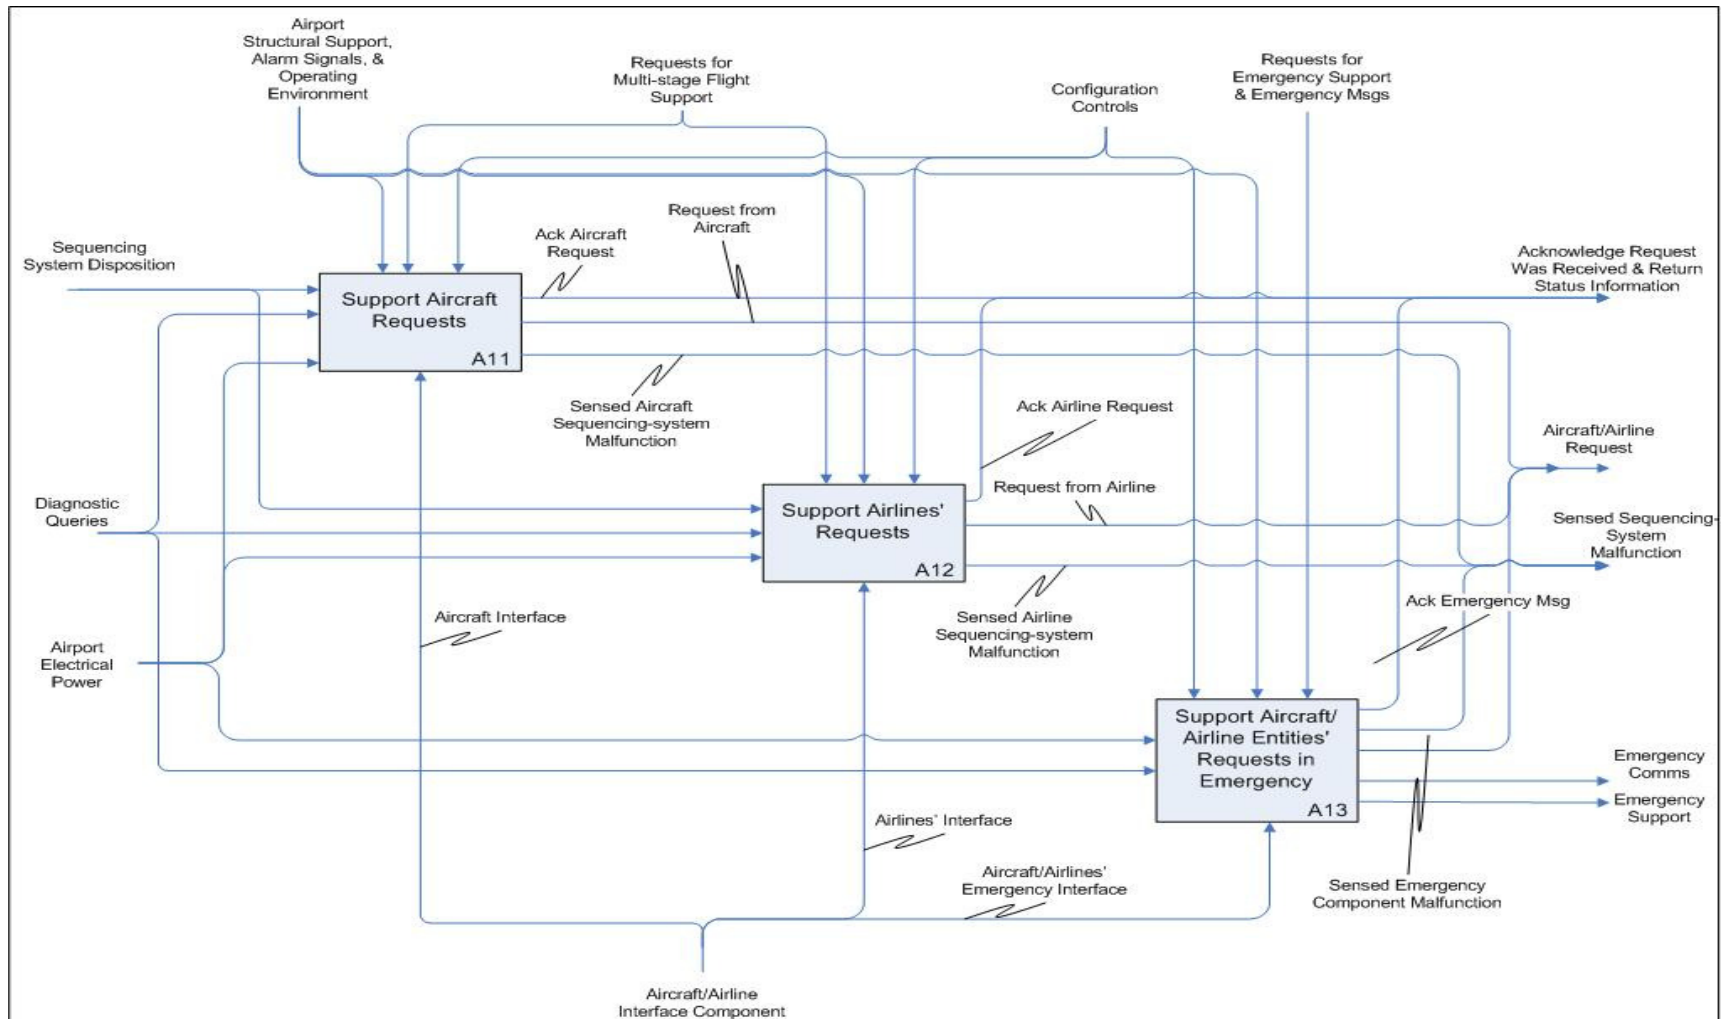 Airport
Structural Support,
Alarm Signals, &
Operating
Environment
Requests for
Multi-stage Flight
Support
Configuration
Controls
Requests for
Emergency Support
& Emergency Msgs
Sequencing
System Disposition
Ack Aircraft
Request
Request from
Aircraft
Acknowledge Request
Was Received & Return
Status Information
Support Aircraft
Requests
A11
Sensed Aircraft
Sequencing-system
Malfunction
Ack Airline Request
Aircraft/Airline
Request
Diagnostic
Queries
Support Airlines'
Requests
A12
Request from Airline
Sensed Sequencing-
System
Malfunction
Aircraft Interface
Sensed Airline
Sequencing-system
Malfunction
Ack Emergency Msg
Airport
Electrical
Power
Support Aircraft/
Airline Entities'
Requests in
Emergency
A13
Emergency
Comms
Emergency
Support
Airlines' Interface
Aircraft/Airlines'
Emergency Interface
Sensed Emergency
Component Malfunction
Aircraft/Airline
Interface Component